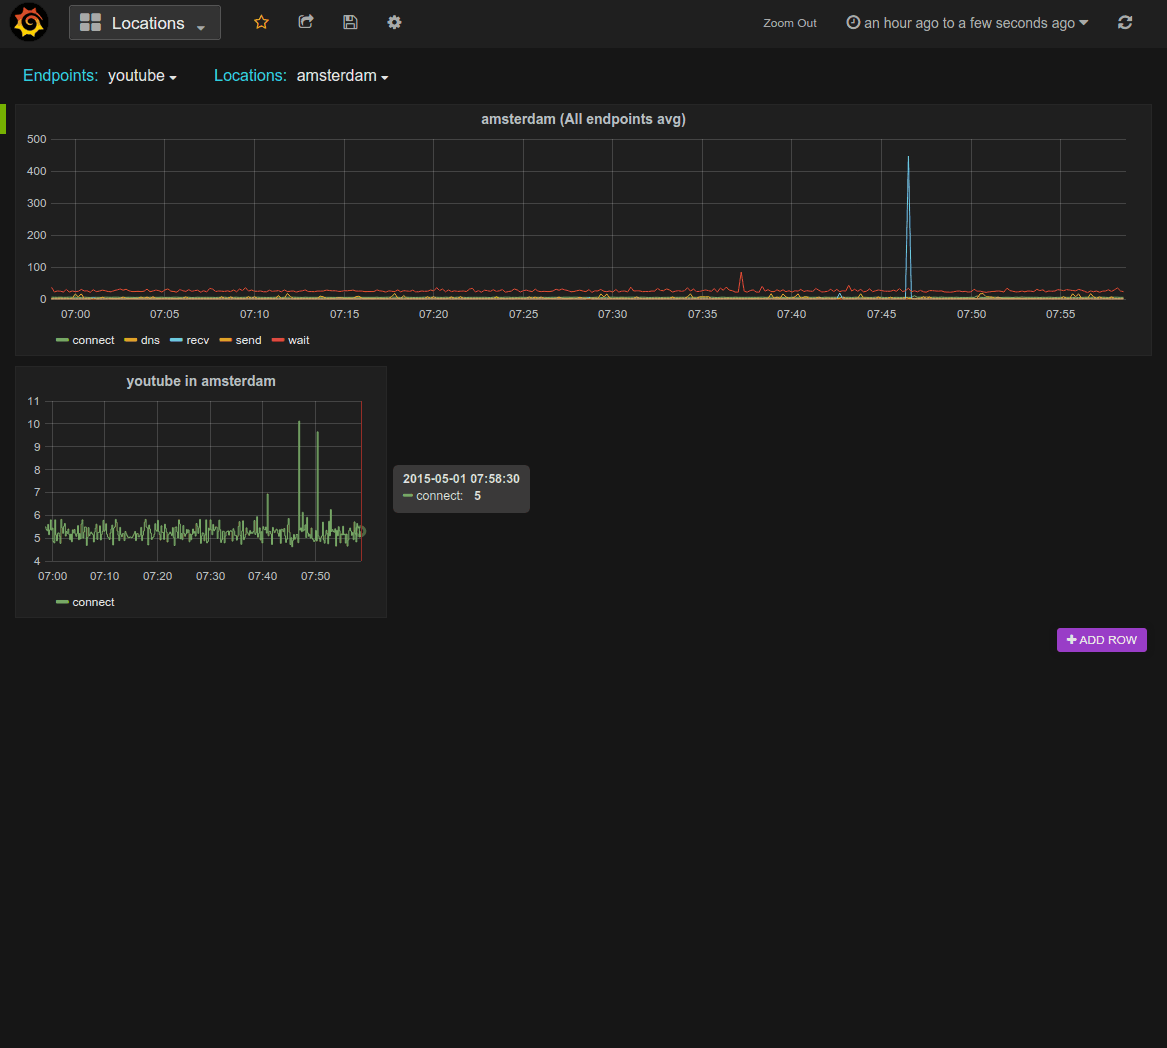 Locations
Zoom Out
an hour ago to a few seconds ago
Endpoints: youtube
Locations: amsterdam
amsterdam (All endpoints avg)
500
400
300
200
100
0
07:00 07:05 07:10 07:15 07:20 07:25 07:30 07:35 07:40 07:45 07:50 07:55
connect dns recv send wait
youtube in amsterdam
11
10
9
8
7
6
5
4
07:00 07:10 07:20 07:30 07:40 07:50
connect
2015-05-01 07:58:30
connect: 5
ADD ROW